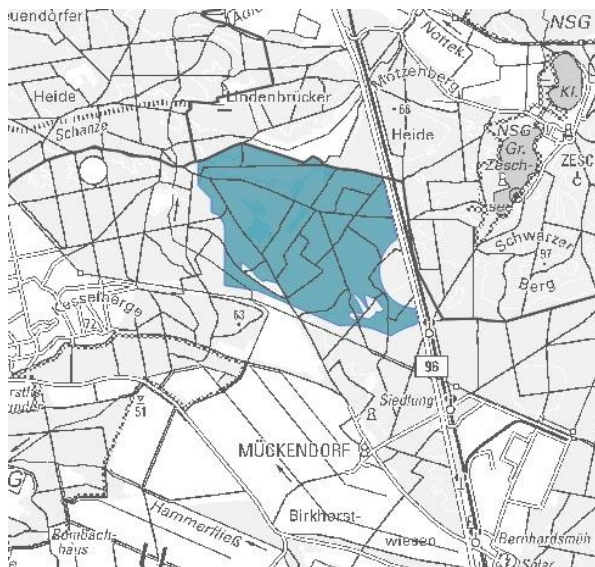 NSG
Heide
Schanze
Lindenbrücker
Nottek
Motzenberg
66
Heide
Kl.
NSG
Gr.
Zesch-
see
ZESC
Schwarzer
97
Berg
Kesselberge
72
63
96
51
Siedlung
MÜCKENDORF
Hammerfließ
Birkhorst-
wiesen
Bombach-
haus
Bernhardsmüh
Solar